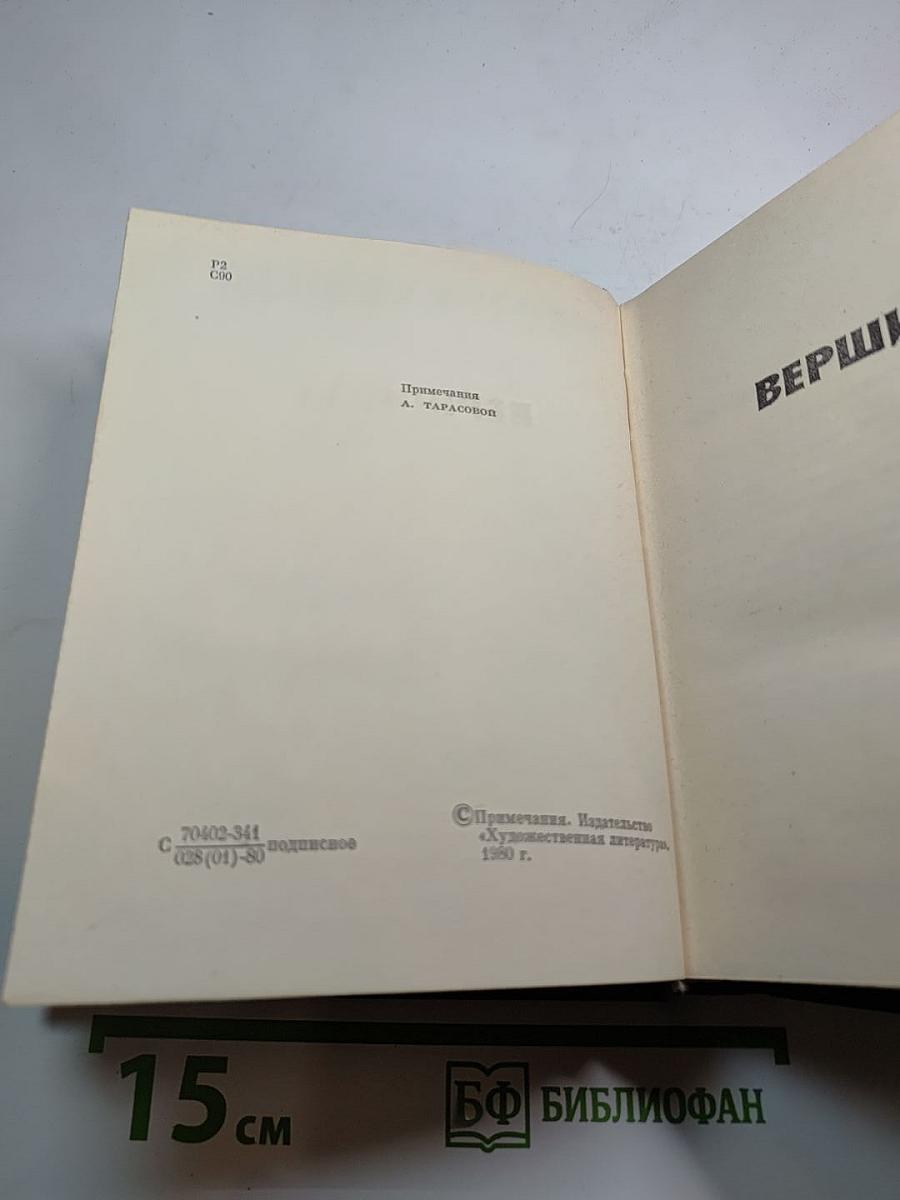 Р2
С90
Примечания
А. ТАРАСОВОЙ
ВЕРШИ
С 70402-341
028(01)-80 подписное
© Примечания. Издательство
«Художественная литература»,
1980 г.
15 см
БФ БИБЛИОФАН